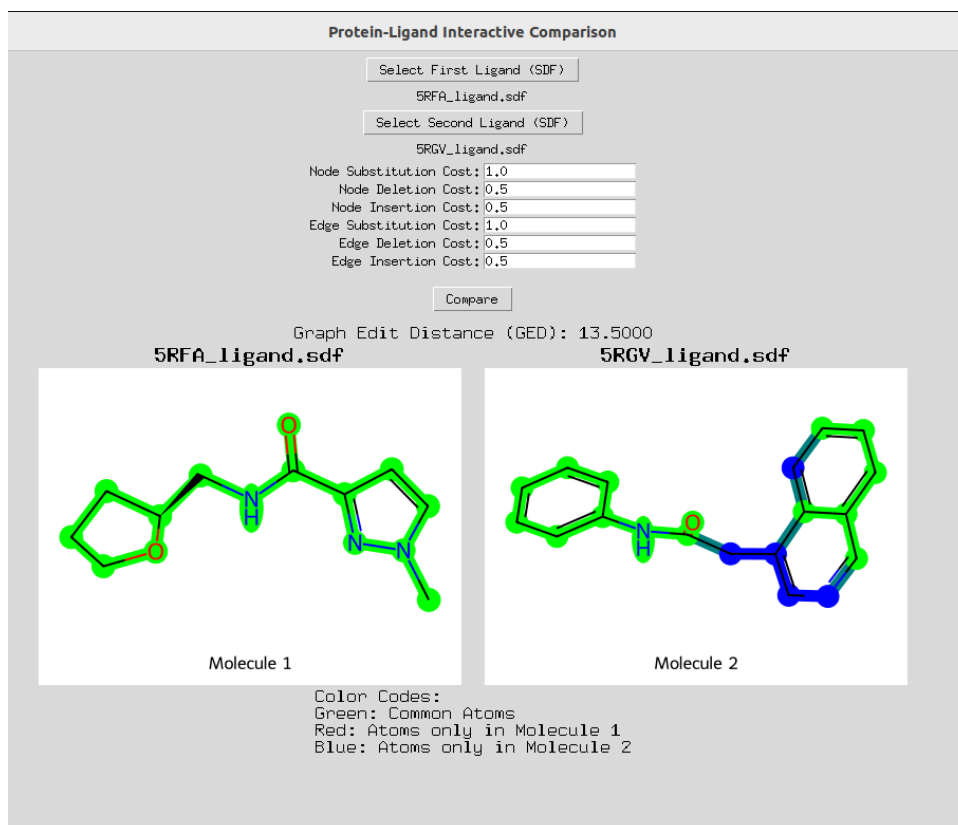 Protein-Ligand Interactive Comparison
Select First Ligand (SDF)
5RFA_ligand.sdf
Select Second Ligand (SDF)
5RGV_ligand.sdf
Node Substitution Cost: 1.0
Node Deletion Cost: 0.5
Node Insertion Cost: 0.5
Edge Substitution Cost: 1.0
Edge Deletion Cost: 0.5
Edge Insertion Cost: 0.5
Compare
Graph Edit Distance (GED): 13.5000
5RFA_ligand.sdf
O
N
H
O
N
N
Molecule 1
5RGV_ligand.sdf
O
N
H
Molecule 2
Color Codes:
Green: Common Atoms
Red: Atoms only in Molecule 1
Blue: Atoms only in Molecule 2